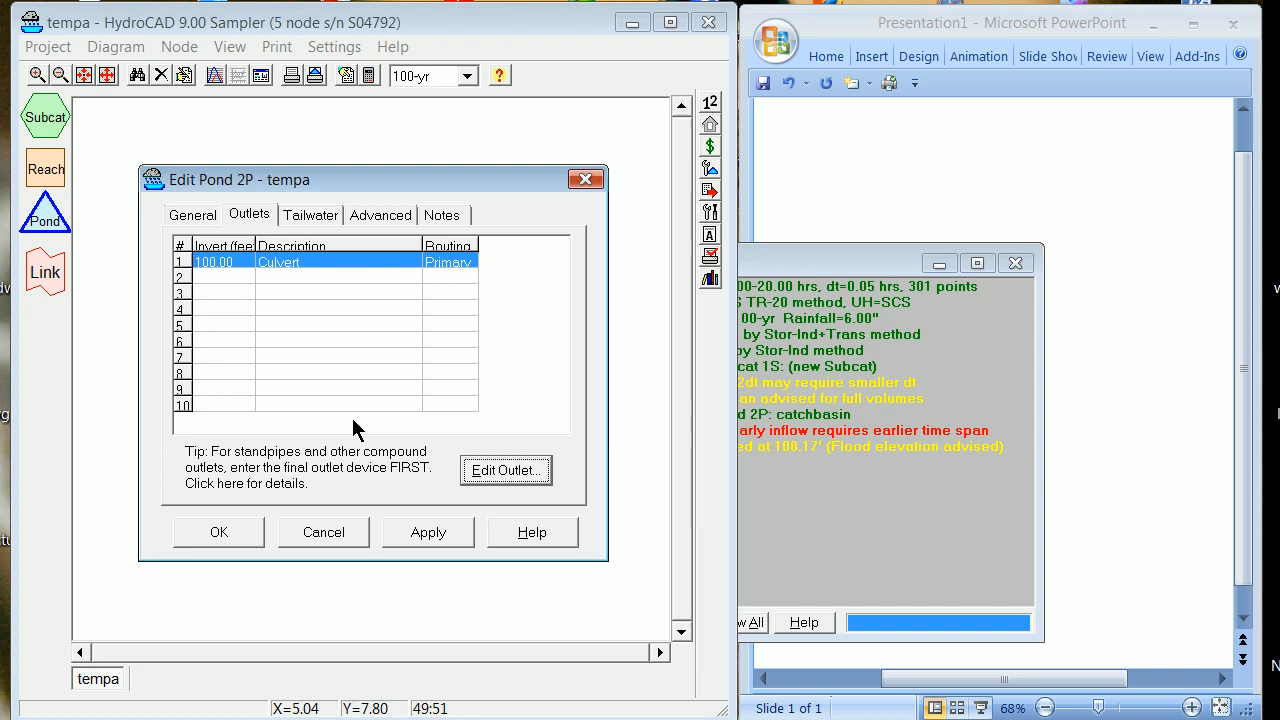 tempa - HydroCAD 9.00 Sampler (5 node s/n S04792)
Project Diagram Node View Print Settings Help
100-yr
Subcat
Reach
Pond
Link
12
Edit Pond 2P - tempa
General Outlets Tailwater Advanced Notes
# Invert (fee Description Routing
1 100.00 Culvert Primary
2
3
4
5
6
7
8
9
10
Tip: For standpipes and other compound
outlets, enter the final outlet device FIRST.
Click here for details.
Edit Outlet...
OK Cancel Apply Help
tempa
X=5.04 Y=7.80 49:51
Presentation1 - Microsoft PowerPoint
Home Insert Design Animation Slide Shov Review View Add-Ins
00-20.00 hrs, dt=0.05 hrs, 301 points
S TR-20 method, UH=SCS
00-yr Rainfall=6.00"
by Stor-Ind+Trans method
by Stor-Ind method
cat 1S: (new Subcat)
2dt may require smaller dt
an advised for full volumes
d 2P: catchbasin
arly inflow requires earlier time span
ed at 108.17' (Flood elevation advised)
w All Help
Slide 1 of 1 68%